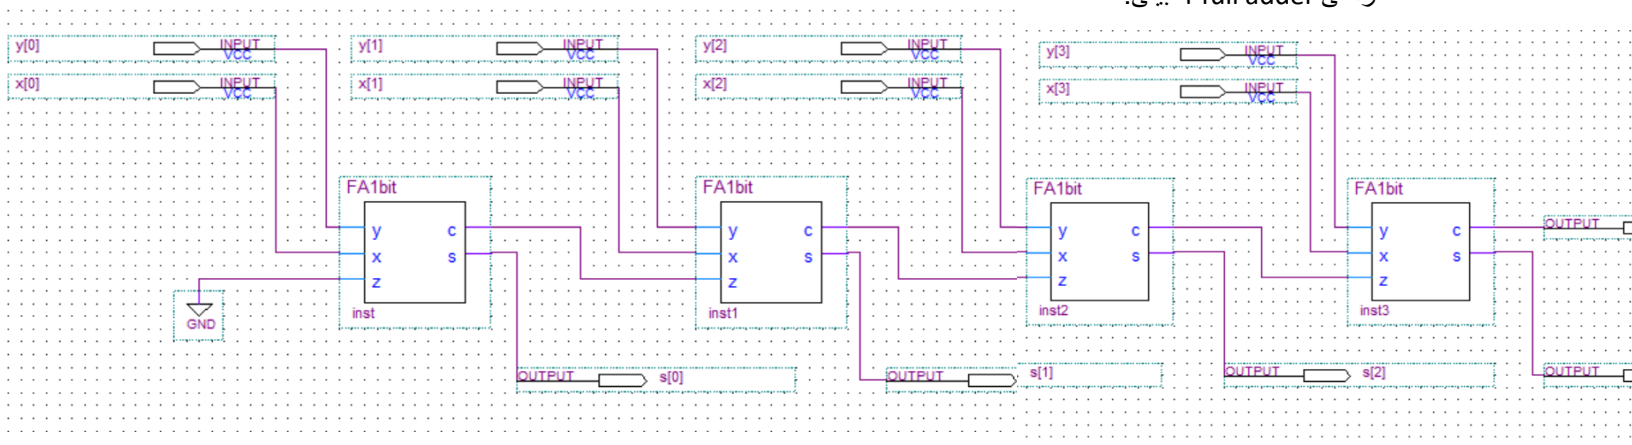 full adder
y[0] INPUT VCC
x[0] INPUT VCC
y[1] INPUT VCC
x[1] INPUT VCC
y[2] INPUT VCC
x[2] INPUT VCC
y[3] INPUT VCC
x[3] INPUT VCC
FA1bit
y c
x s
z
inst
GND
FA1bit
y c
x s
z
inst1
FA1bit
y c
x s
z
inst2
FA1bit
y c
x s
z
inst3
OUTPUT
OUTPUT s[0]
OUTPUT s[1]
OUTPUT s[2]
OUTPUT